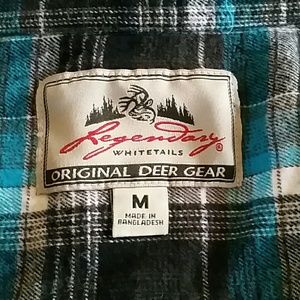 Legendary®
WHITETAILS
ORIGINAL DEER GEAR
M
MADE IN
BANGLADESH